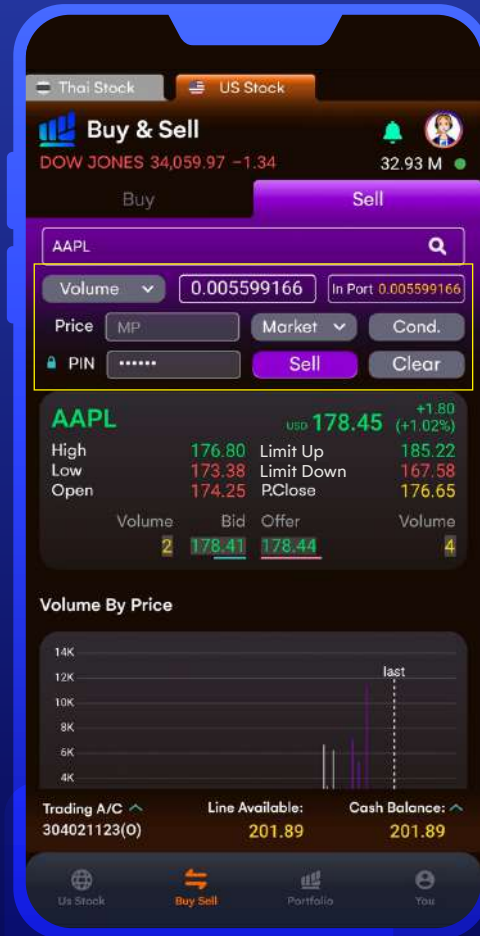 Thai Stock US Stock
Buy & Sell
DOW JONES 34,059.97 -1.34 32.93 M
Buy Sell
AAPL
Volume 0.005599166 In Port 0.005599166
Price MP Market Cond.
PIN •••••• Sell Clear
AAPL USD 178.45 +1.80 (+1.02%)
High 176.80 Limit Up 185.22
Low 173.38 Limit Down 167.58
Open 174.25 P.Close 176.65
Volume Bid Offer Volume
2 178.41 178.44 4
Volume By Price
14K
last
12K
10K
8K
6K
4K
Trading A/C Line Available: Cash Balance:
304021123(O) 201.89 201.89
Us Stock Buy Sell Portfolio You